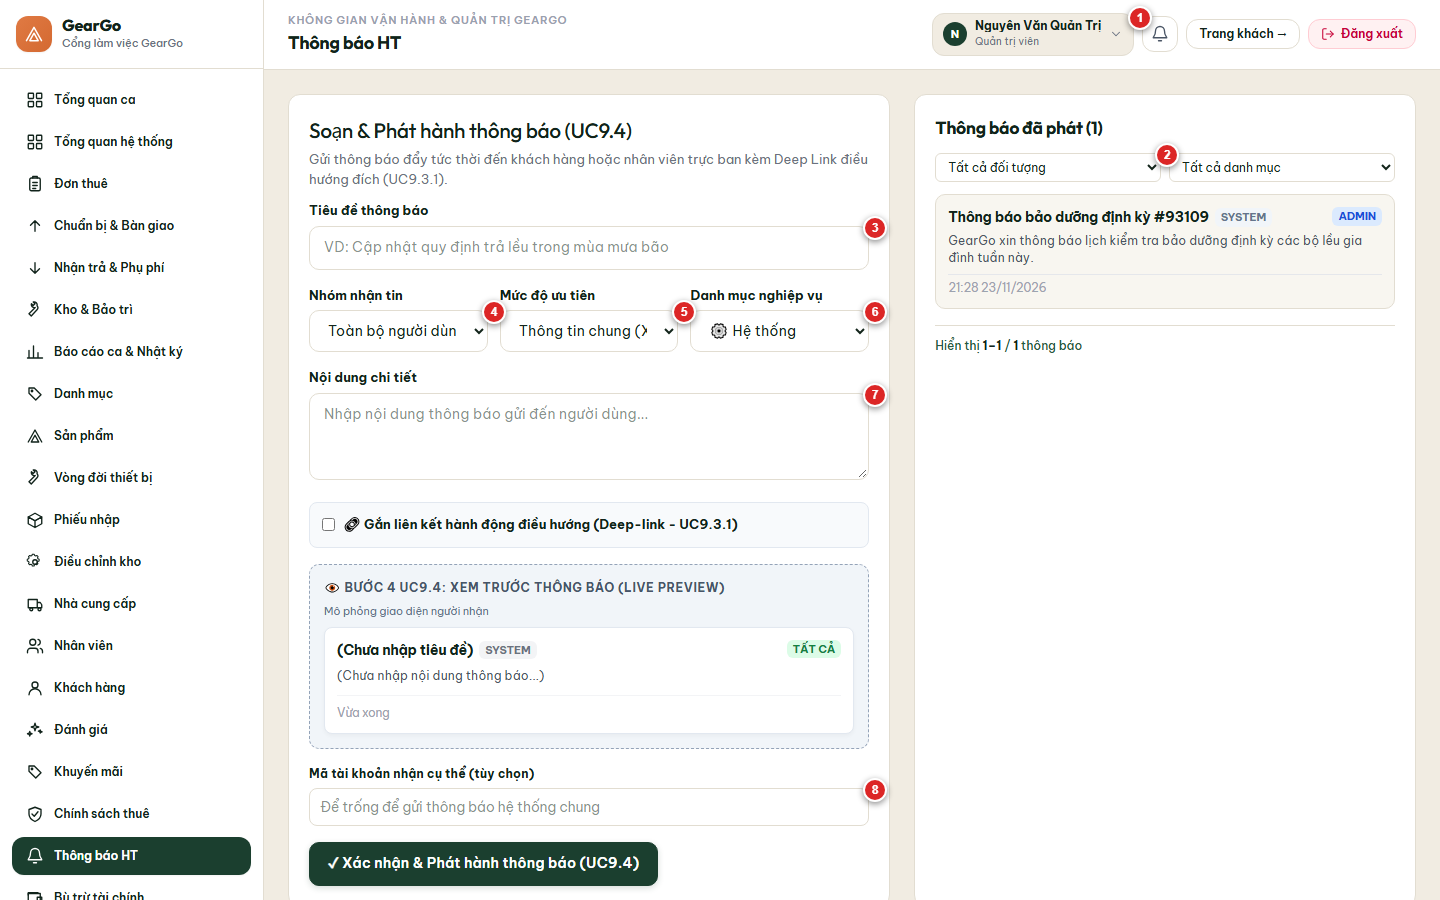 GearGo
Cổng làm việc GearGo
Tổng quan ca
Tổng quan hệ thống
Đơn thuê
Chuẩn bị & Bàn giao
Nhận trả & Phụ phí
Kho & Bảo trì
Báo cáo ca & Nhật ký
Danh mục
Sản phẩm
Vòng đời thiết bị
Phiếu nhập
Điều chỉnh kho
Nhà cung cấp
Nhân viên
Khách hàng
Đánh giá
Khuyến mãi
Chính sách thuê
Thông báo HT
Bù trừ tài chính
KHÔNG GIAN VẬN HÀNH & QUẢN TRỊ GEARGO
Thông báo HT
N
Nguyễn Văn Quản Trị
Quản trị viên
1
Trang khách →
Đăng xuất
Soạn & Phát hành thông báo (UC9.4)
Gửi thông báo đẩy tức thời đến khách hàng hoặc nhân viên trực ban kèm Deep Link điều
hướng đích (UC9.3.1).
Tiêu đề thông báo
VD: Cập nhật quy định trả lều trong mùa mưa bão
3
Nhóm nhận tin
Toàn bộ người dùn
4
Mức độ ưu tiên
Thông tin chung (X
5
Danh mục nghiệp vụ
Hệ thống
6
Nội dung chi tiết
Nhập nội dung thông báo gửi đến người dùng...
7
Gắn liên kết hành động điều hướng (Deep-link - UC9.3.1)
BƯỚC 4 UC9.4: XEM TRƯỚC THÔNG BÁO (LIVE PREVIEW)
Mô phỏng giao diện người nhận
(Chưa nhập tiêu đề) SYSTEM
TẤT CẢ
(Chưa nhập nội dung thông báo...)
Vừa xong
Mã tài khoản nhận cụ thể (tùy chọn)
Để trống để gửi thông báo hệ thống chung
8
✓ Xác nhận & Phát hành thông báo (UC9.4)
Thông báo đã phát (1)
Tất cả đối tượng
2
Tất cả danh mục
Thông báo bảo dưỡng định kỳ #93109 SYSTEM
ADMIN
GearGo xin thông báo lịch kiểm tra bảo dưỡng định kỳ các bộ lều gia
đình tuần này.
21:28 23/11/2026
Hiển thị 1–1 / 1 thông báo